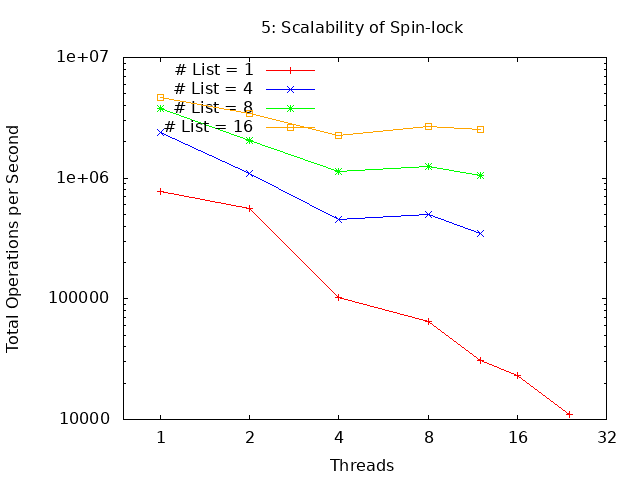 5: Scalability of Spin-lock
1e+07
1e+06
100000
10000
Total Operations per Second
# List = 1
# List = 4
# List = 8
# List = 16
1 2 4 8 16 32
Threads